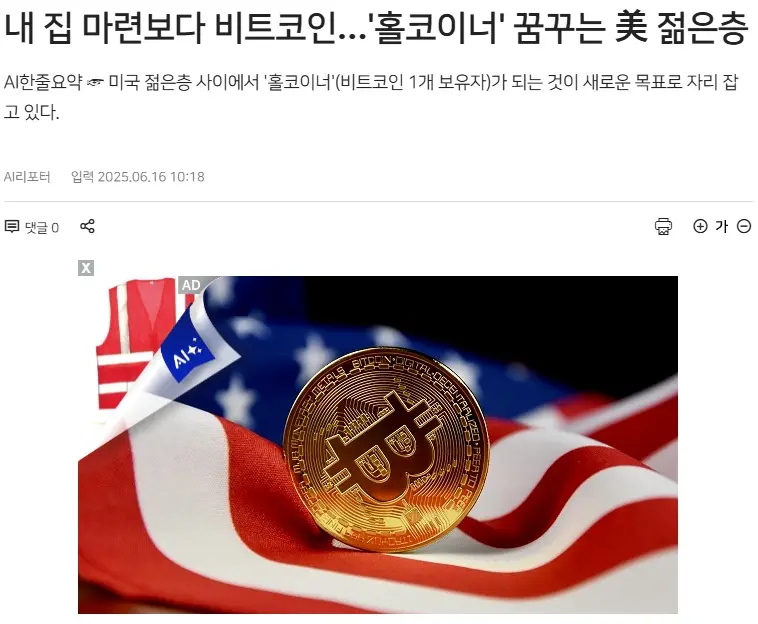 내 집 마련보다 비트코인…'홀코이너' 꿈꾸는 美 젊은층
AI한줄요약 ☞ 미국 젊은층 사이에서 '홀코이너'(비트코인 1개 보유자)가 되는 것이 새로운 목표로 자리 잡
고 있다.
AI리포터 입력 2025.06.16 10:18
댓글 0
가
X
AD
AI
BITCOIN
DIGITAL
DECENTRALIZED